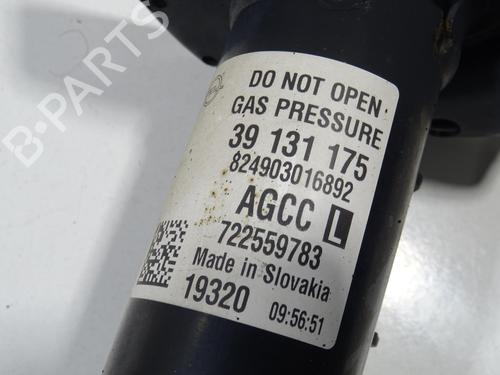 B-PARTS
DO NOT OPEN
GAS PRESSURE
39 131 175
824903016892
AGCC L
722559783
Made in Slovakia
19320 09:56:51